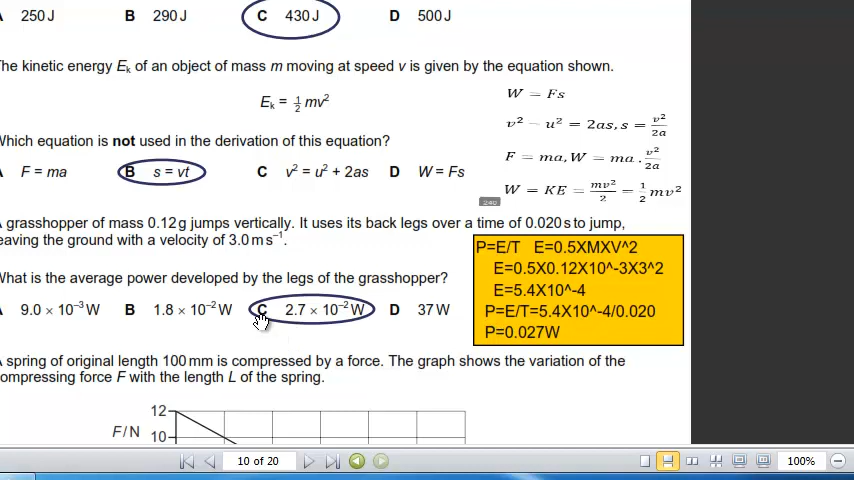 250 J B 290 J C 430 J D 500 J
he kinetic energy Ek of an object of mass m moving at speed v is given by the equation shown.
Ek = ½ mv²
Which equation is not used in the derivation of this equation?
F = ma B s = vt C v² = u² + 2as D W = Fs
W = Fs
v² − u² = 2as, s = v²/2a
F = ma, W = ma . v²/2a
W = KE = mv²/2 = ½ mv²
240
grasshopper of mass 0.12 g jumps vertically. It uses its back legs over a time of 0.020 s to jump,
eaving the ground with a velocity of 3.0 m s⁻¹.
What is the average power developed by the legs of the grasshopper?
9.0 × 10⁻³ W B 1.8 × 10⁻² W C 2.7 × 10⁻² W D 37 W
P=E/T E=0.5XMXV^2
E=0.5X0.12X10^-3X3^2
E=5.4X10^-4
P=E/T=5.4X10^-4/0.020
P=0.027W
spring of original length 100 mm is compressed by a force. The graph shows the variation of the
ompressing force F with the length L of the spring.
12
F / N 10
10 of 20
100%